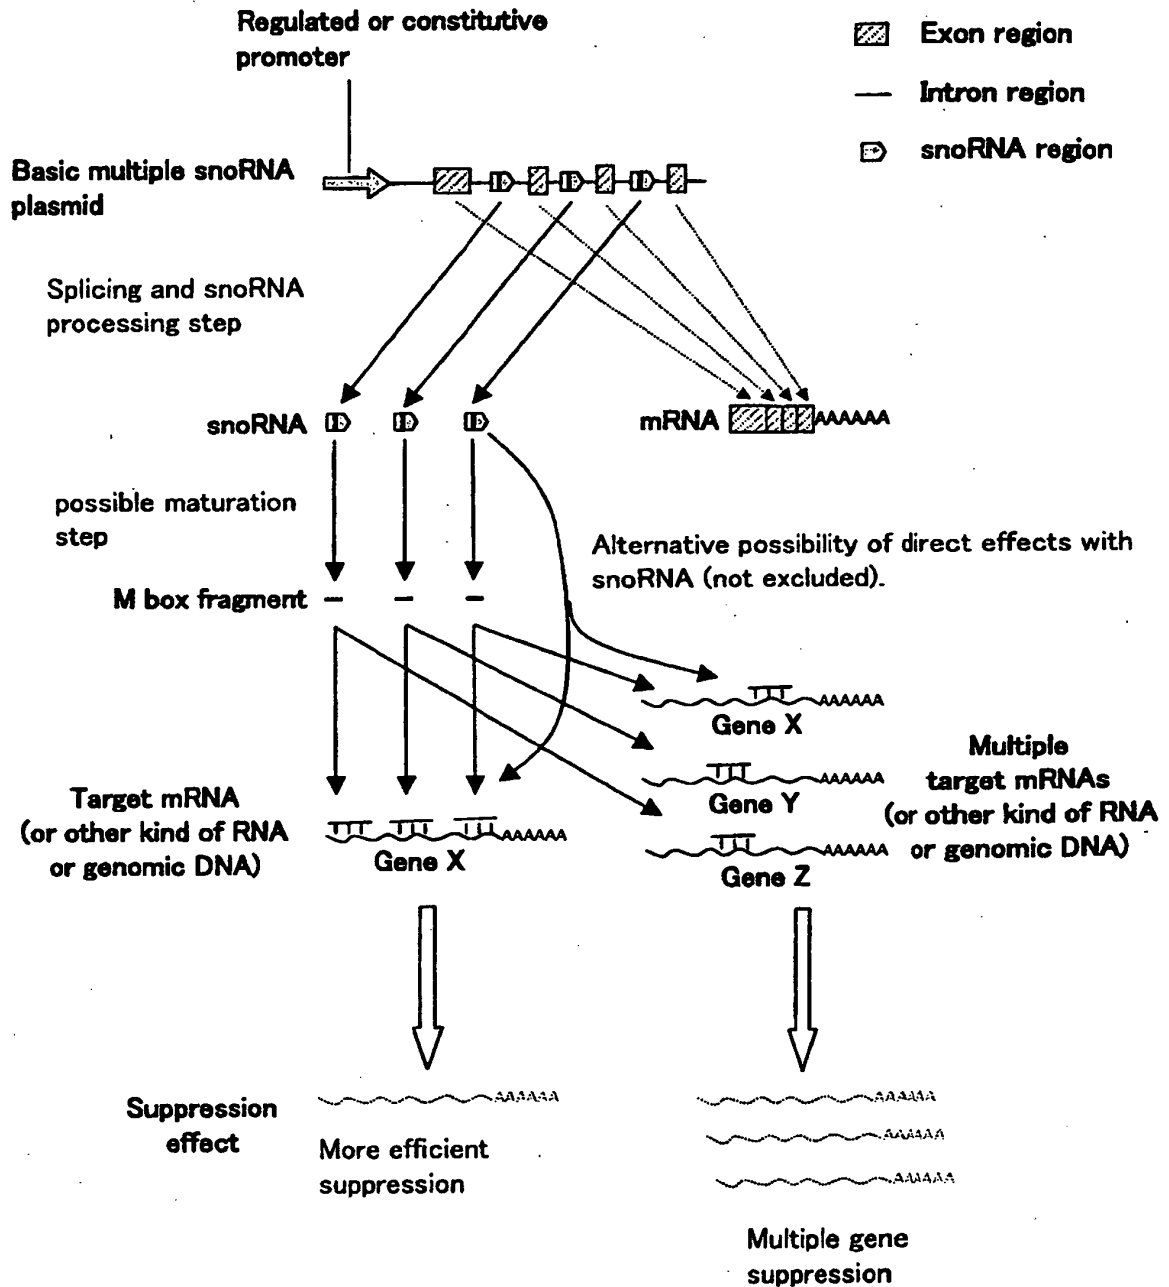 Regulated or constitutive
promoter
Exon region
Intron region
snoRNA region
Basic multiple snoRNA
plasmid
Splicing and snoRNA
processing step
snoRNA
mRNA
AAAAAA
possible maturation
step
Alternative possibility of direct effects with
snoRNA (not excluded).
M box fragment
AAAAAA
Gene X
AAAAAA
Gene Y
AAAAAA
Gene Z
Multiple
target mRNAs
(or other kind of RNA
or genomic DNA)
Target mRNA
(or other kind of RNA
or genomic DNA)
AAAAAA
Gene X
Suppression
effect
AAAAAA
More efficient
suppression
AAAAAA
AAAAAA
AAAAAA
Multiple gene
suppression